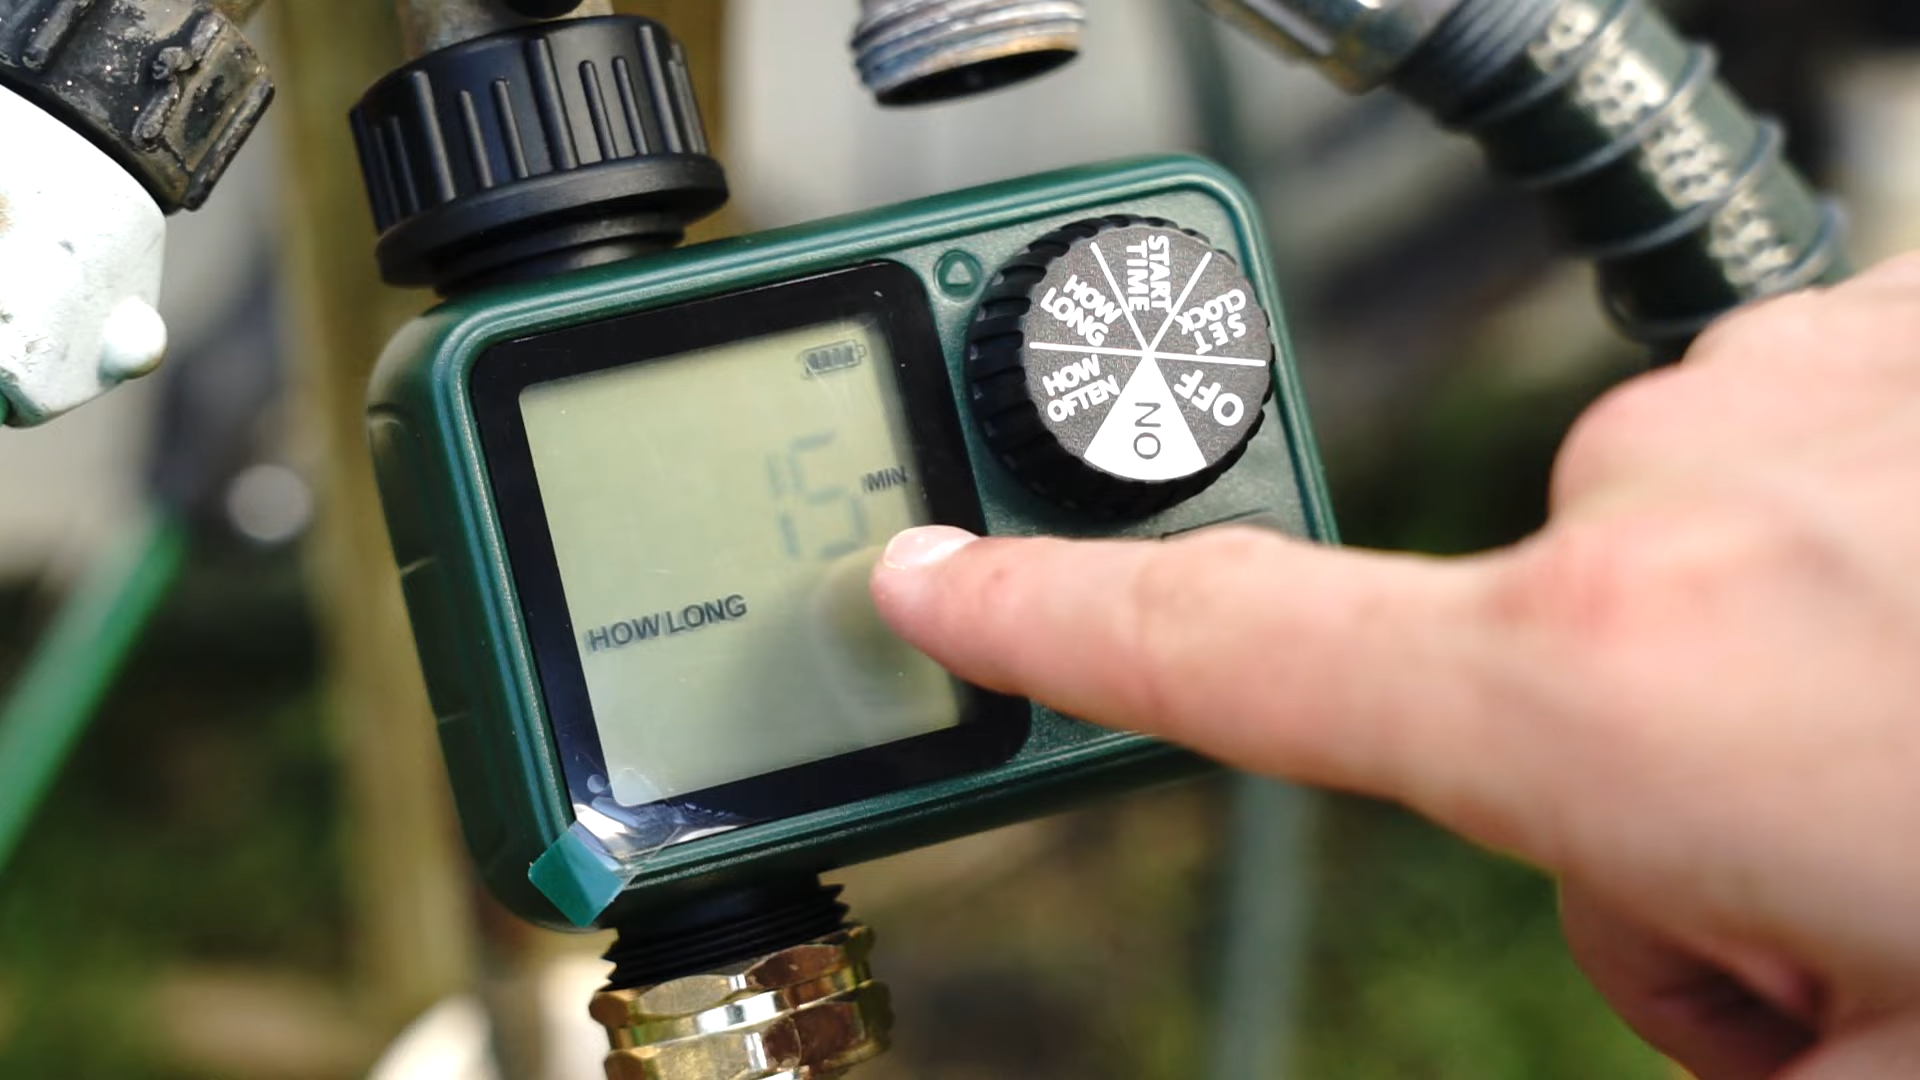 15 MIN
HOW LONG
START
TIME
SET
CLOCK
HOW
LONG
OFF
HOW
OFTEN
ON